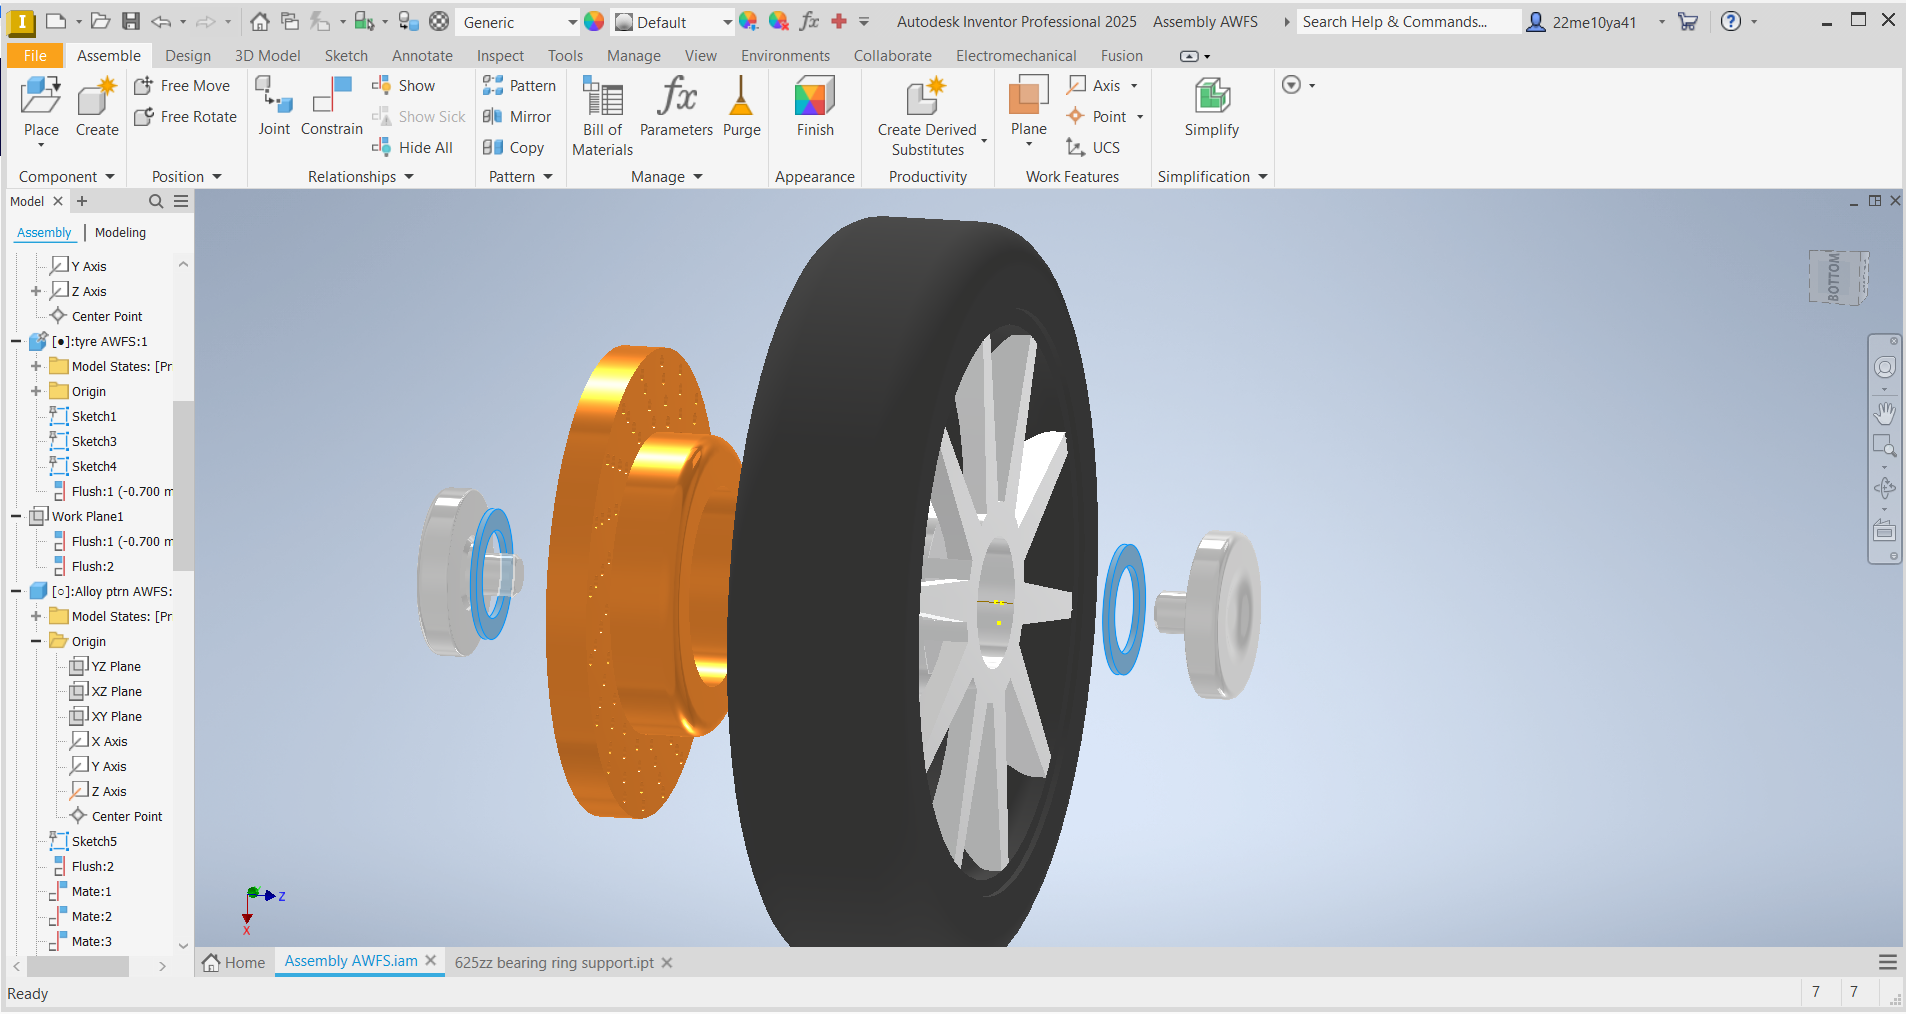 I
Generic
Default
fx
Autodesk Inventor Professional 2025 Assembly AWFS
Search Help & Commands...
22me10ya41
?
File
Assemble
Design
3D Model
Sketch
Annotate
Inspect
Tools
Manage
View
Environments
Collaborate
Electromechanical
Fusion
Place
Create
Component
Free Move
Free Rotate
Position
Joint
Constrain
Show
Show Sick
Hide All
Relationships
Pattern
Mirror
Copy
Pattern
Bill of
Materials
fx
Parameters
Purge
Manage
Finish
Appearance
Create Derived
Substitutes
Productivity
Plane
Axis
Point
UCS
Work Features
Simplify
Simplification
Model
Assembly
Modeling
Y Axis
Z Axis
Center Point
[●]:tyre AWFS:1
Model States: [Pr
Origin
Sketch1
Sketch3
Sketch4
Flush:1 (-0.700 m
Work Plane1
Flush:1 (-0.700 m
Flush:2
[○]:Alloy ptrn AWFS:
Model States: [Pr
Origin
YZ Plane
XZ Plane
XY Plane
X Axis
Y Axis
Z Axis
Center Point
Sketch5
Flush:2
Mate:1
Mate:2
Mate:3
BOTTOM
Z
X
Home
Assembly AWFS.iam
625zz bearing ring support.ipt
Ready
7
7